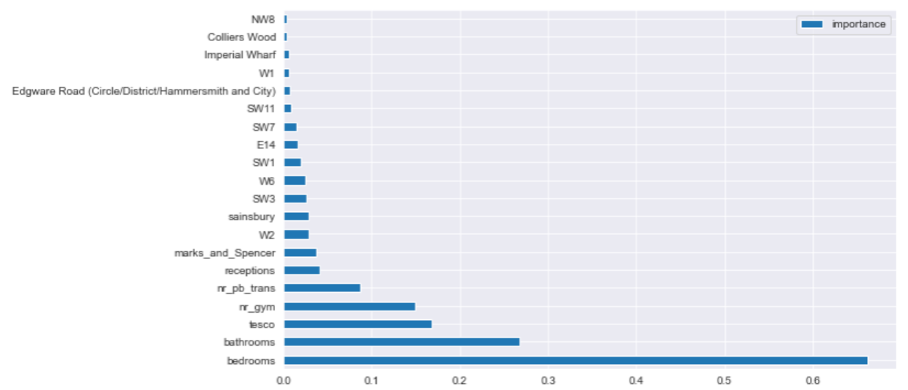 NW8
importance
Colliers Wood
Imperial Wharf
W1
Edgware Road (Circle/District/Hammersmith and City)
SW11
SW7
E14
SW1
W6
SW3
sainsbury
W2
marks_and_Spencer
receptions
nr_pb_trans
nr_gym
tesco
bathrooms
bedrooms
0.0 0.1 0.2 0.3 0.4 0.5 0.6